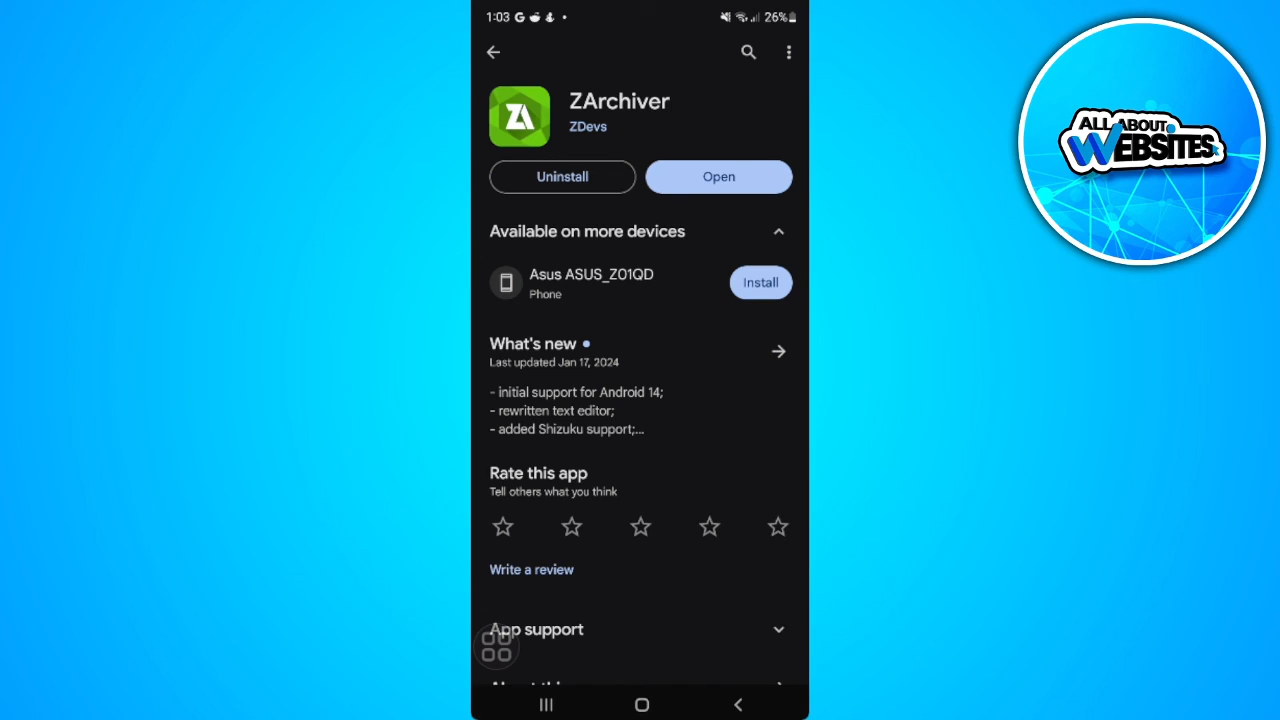 1:03 G
26%
ZArchiver
ZDevs
Uninstall
Open
Available on more devices
Asus ASUS_Z01QD
Phone
Install
What's new
Last updated Jan 17, 2024
- initial support for Android 14;
- rewritten text editor;
- added Shizuku support;...
Rate this app
Tell others what you think
Write a review
App support
ALL ABOUT
WEBSITES
ZA